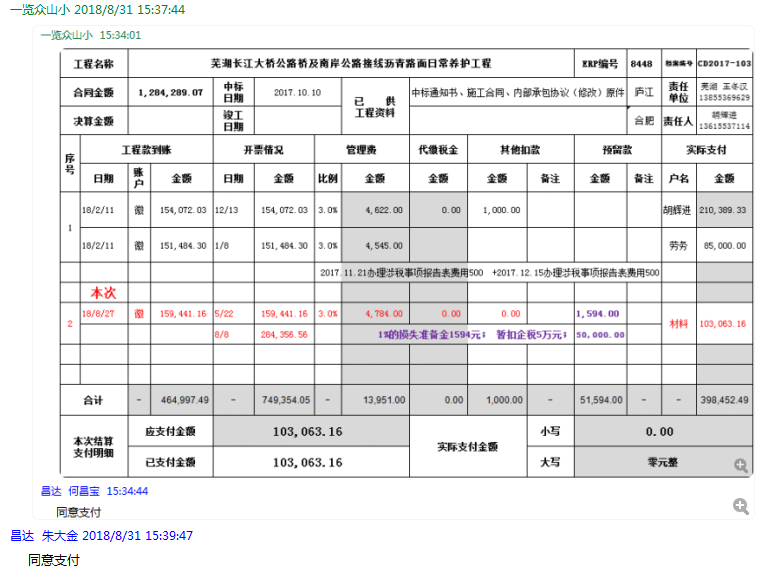 一览众山小 2018/8/31 15:37:44
一览众山小 15:34:01
工程名称 芜湖长江大桥公路桥及南岸公路接线沥青路面日常养护工程 ERP编号 8448 档案编号 CD2017-103
合同金额 1,284,289.07 中标日期 2017.10.10 已 供 工程资料 中标通知书、施工合同、内部承包协议（修改）原件 庐江 责任单位 芜湖 王冬汉 13855369629
决算金额 竣工日期 合肥 责任人 胡辉进 13615537114
序号 工程款到账 开票情况 管理费 代缴税金 其他扣款 预留款 实际支付
日期 账户 金额 日期 金额 比例 金额 金额 金额 备注 金额 备注 户名 金额
1 18/2/11 徽 154,072.03 12/13 154,072.03 3.0% 4,622.00 0.00 1,000.00 胡辉进 210,389.33
18/2/11 徽 151,484.30 1/8 151,484.30 3.0% 4,545.00 劳务 85,000.00
2017.11.21办理涉税事项报告表费用500 +2017.12.15办理涉税事项报告表费用500
本次
2 18/8/27 徽 159,441.16 5/22 159,441.16 3.0% 4,784.00 0.00 0.00 1,594.00 材料 103,063.16
8/8 284,356.56 1%的损失准备金1594元； 暂扣企税5万元； 50,000.00
合计 - 464,997.49 - 749,354.05 - 13,951.00 0.00 1,000.00 - 51,594.00 - - 398,452.49
本次结算支付明细 应支付金额 103,063.16 实际支付金额 小写 0.00
已支付金额 103,063.16 大写 零元整
昌达 何昌宝 15:34:44
同意支付
昌达 朱大金 2018/8/31 15:39:47
同意支付